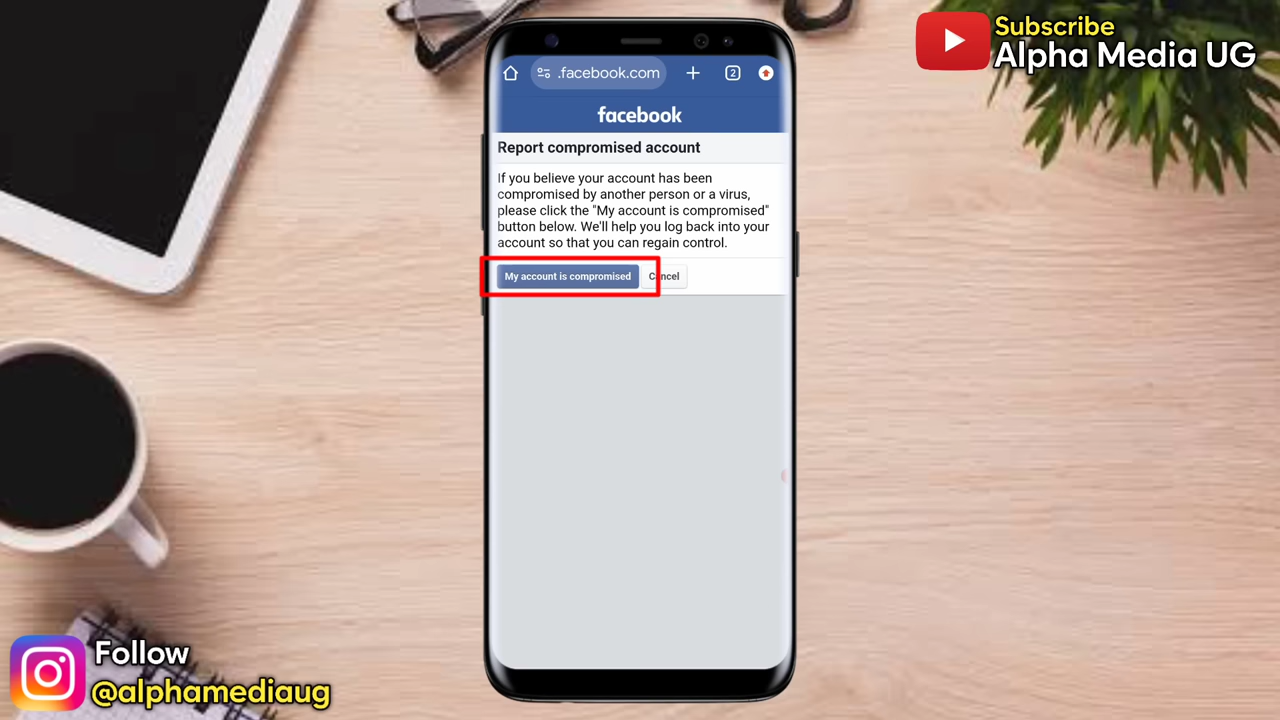 Subscribe
Alpha Media UG
.facebook.com
2
facebook
Report compromised account
If you believe your account has been
compromised by another person or a virus,
please click the "My account is compromised"
button below. We'll help you log back into your
account so that you can regain control.
My account is compromised
Cancel
Follow
@alphamediaug